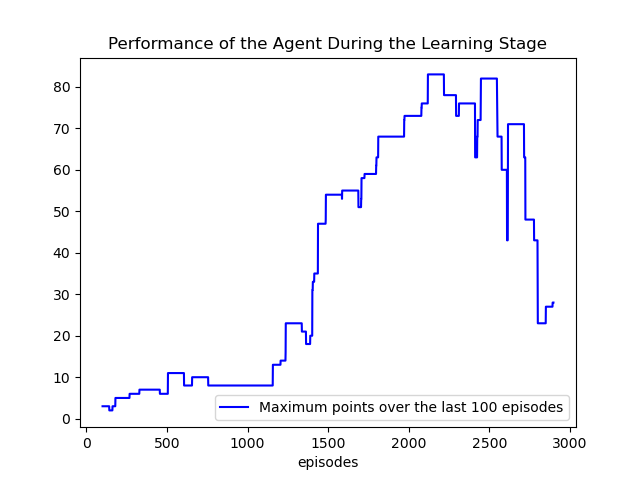 Performance of the Agent During the Learning Stage
80
70
60
50
40
30
20
10
0
Maximum points over the last 100 episodes
0 500 1000 1500 2000 2500 3000
episodes